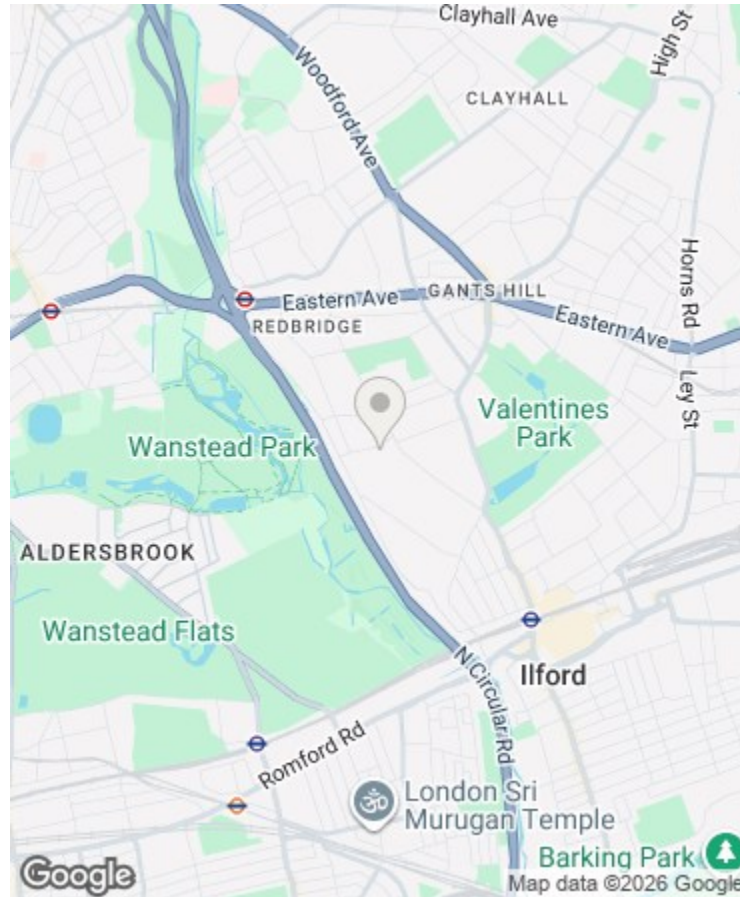 Clayhall Ave
High St
Woodford Ave
CLAYHALL
Horns Rd
GANTS HILL
Eastern Ave
Eastern Ave
REDBRIDGE
Ley St
Valentines
Park
Wanstead Park
ALDERSBROOK
Wanstead Flats
Ilford
N Circular Rd
Romford Rd
London Sri
Murugan Temple
Barking Park
Google
Map data ©2026 Google